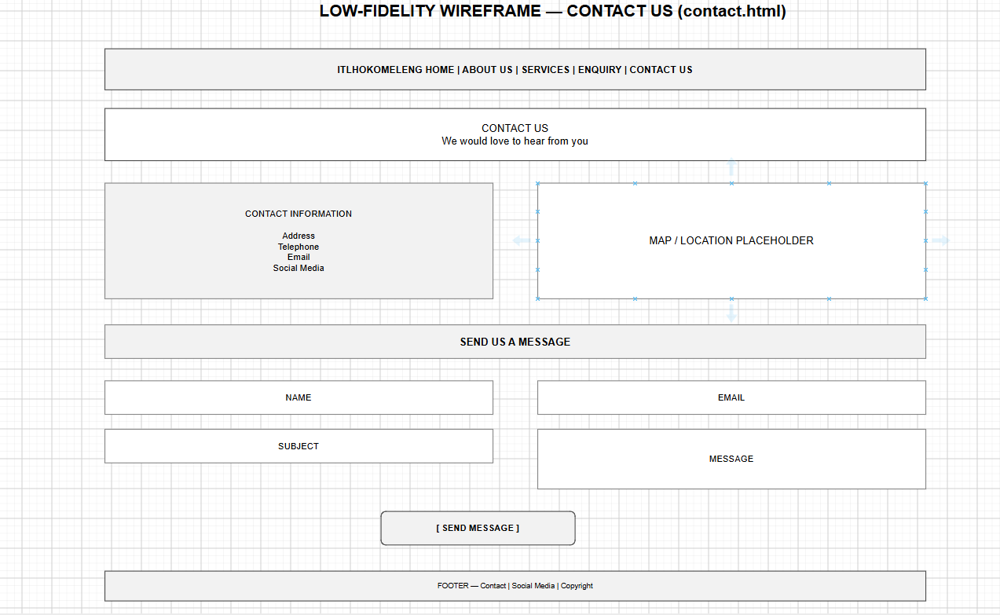 LOW-FIDELITY WIREFRAME — CONTACT US (contact.html)
ITLHOKOMELENG HOME | ABOUT US | SERVICES | ENQUIRY | CONTACT US
CONTACT US
We would love to hear from you
CONTACT INFORMATION
Address
Telephone
Email
Social Media
MAP / LOCATION PLACEHOLDER
SEND US A MESSAGE
NAME
EMAIL
SUBJECT
MESSAGE
[ SEND MESSAGE ]
FOOTER — Contact | Social Media | Copyright